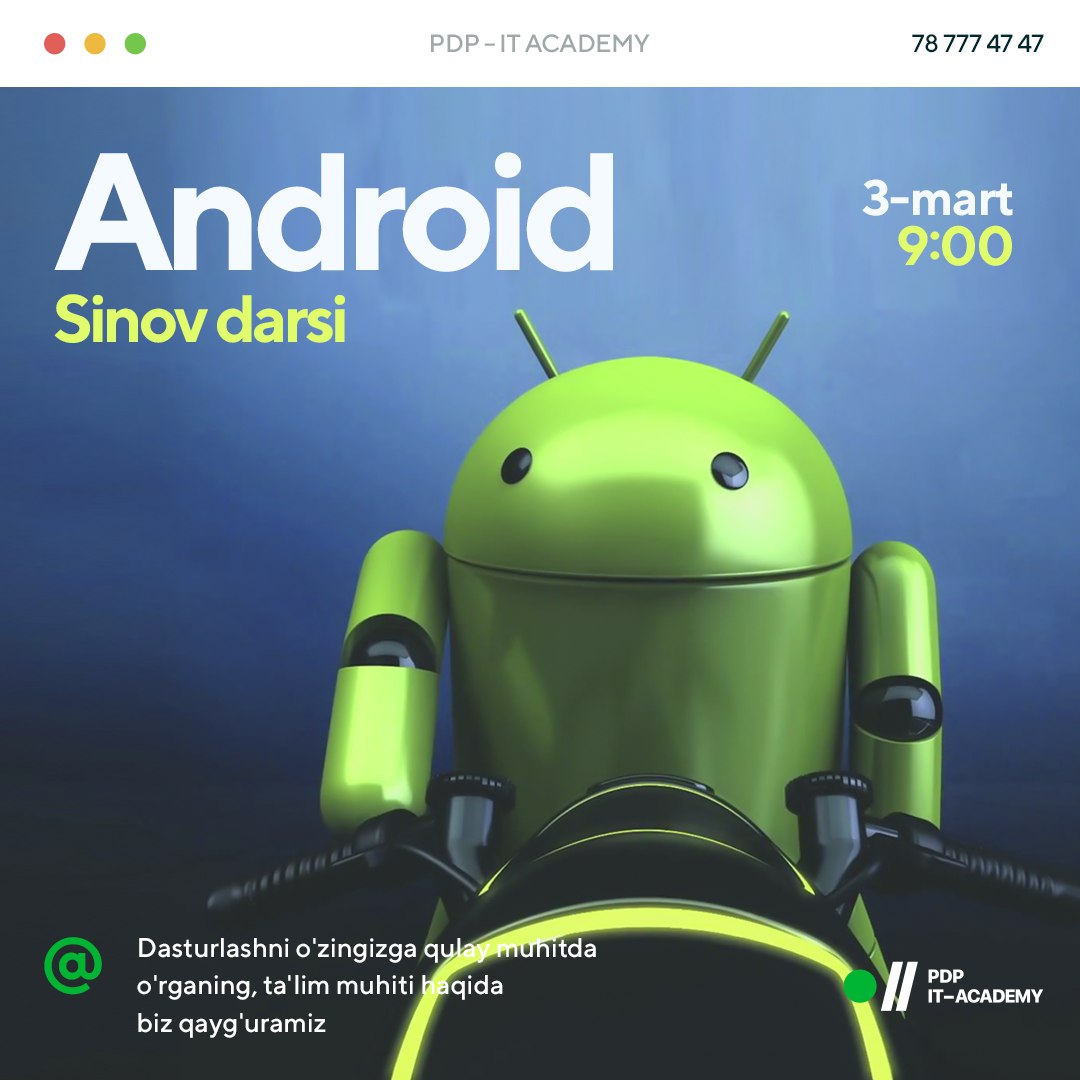 PDP - IT ACADEMY
78 777 47 47
Android
3-mart
9:00
Sinov darsi
@
Dasturlashni o'zingizga qulay muhitda
o'rganing, ta'lim muhiti haqida
biz qayg'uramiz
PDP
IT-ACADEMY